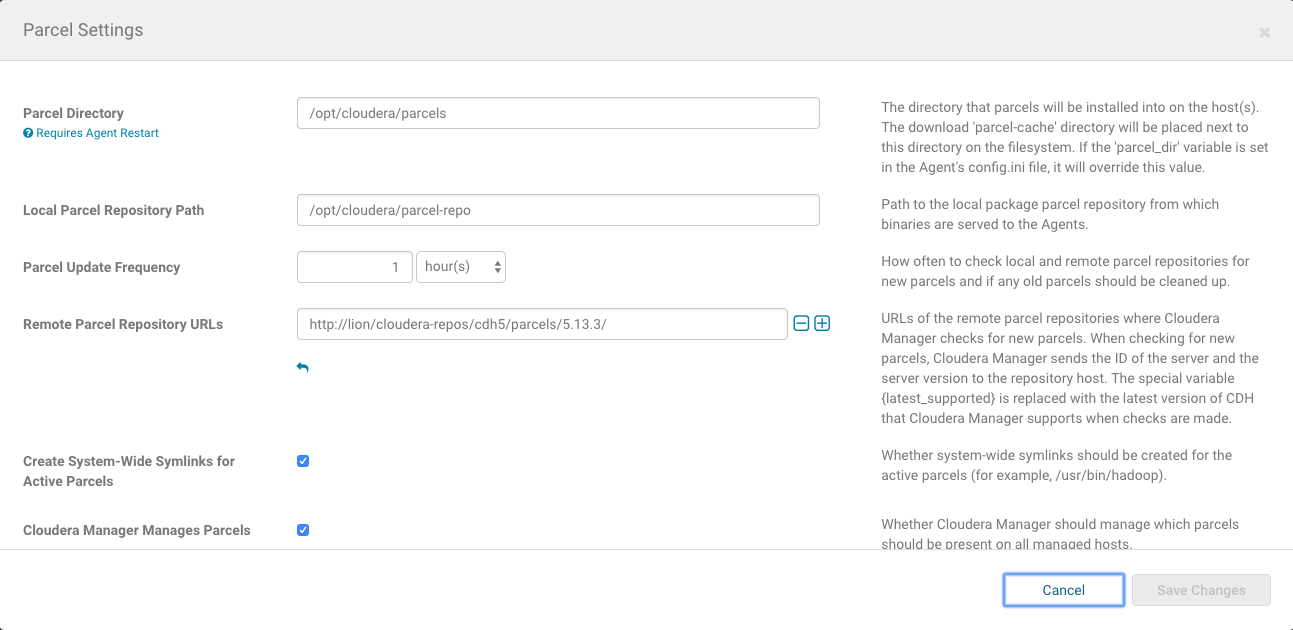 Parcel Settings
×
Parcel Directory
Requires Agent Restart
/opt/cloudera/parcels
The directory that parcels will be installed into on the host(s).
The download 'parcel-cache' directory will be placed next to
this directory on the filesystem. If the 'parcel_dir' variable is set
in the Agent's config.ini file, it will override this value.
Local Parcel Repository Path
/opt/cloudera/parcel-repo
Path to the local package parcel repository from which
binaries are served to the Agents.
Parcel Update Frequency
1
hour(s)
How often to check local and remote parcel repositories for
new parcels and if any old parcels should be cleaned up.
Remote Parcel Repository URLs
http://lion/cloudera-repos/cdh5/parcels/5.13.3/
URLs of the remote parcel repositories where Cloudera
Manager checks for new parcels. When checking for new
parcels, Cloudera Manager sends the ID of the server and the
server version to the repository host. The special variable
{latest_supported} is replaced with the latest version of CDH
that Cloudera Manager supports when checks are made.
Create System-Wide Symlinks for
Active Parcels
Whether system-wide symlinks should be created for the
active parcels (for example, /usr/bin/hadoop).
Cloudera Manager Manages Parcels
Whether Cloudera Manager should manage which parcels
should be present on all managed hosts.
Cancel
Save Changes